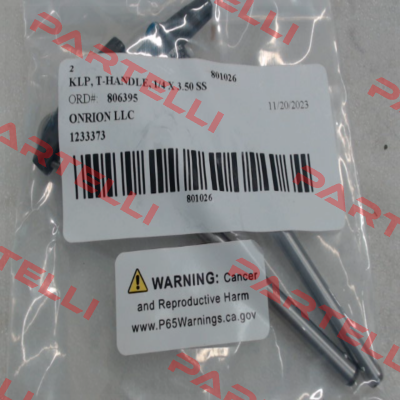 2
KLP, T-HANDLE, 1/4 X 3.50 SS 801026
ORD# 806395 11/20/2023
ONRION LLC
1233373
801026
WARNING: Cancer
and Reproductive Harm
www.P65Warnings.ca.gov
PARTELLI
PARTELLI
PARTELLI